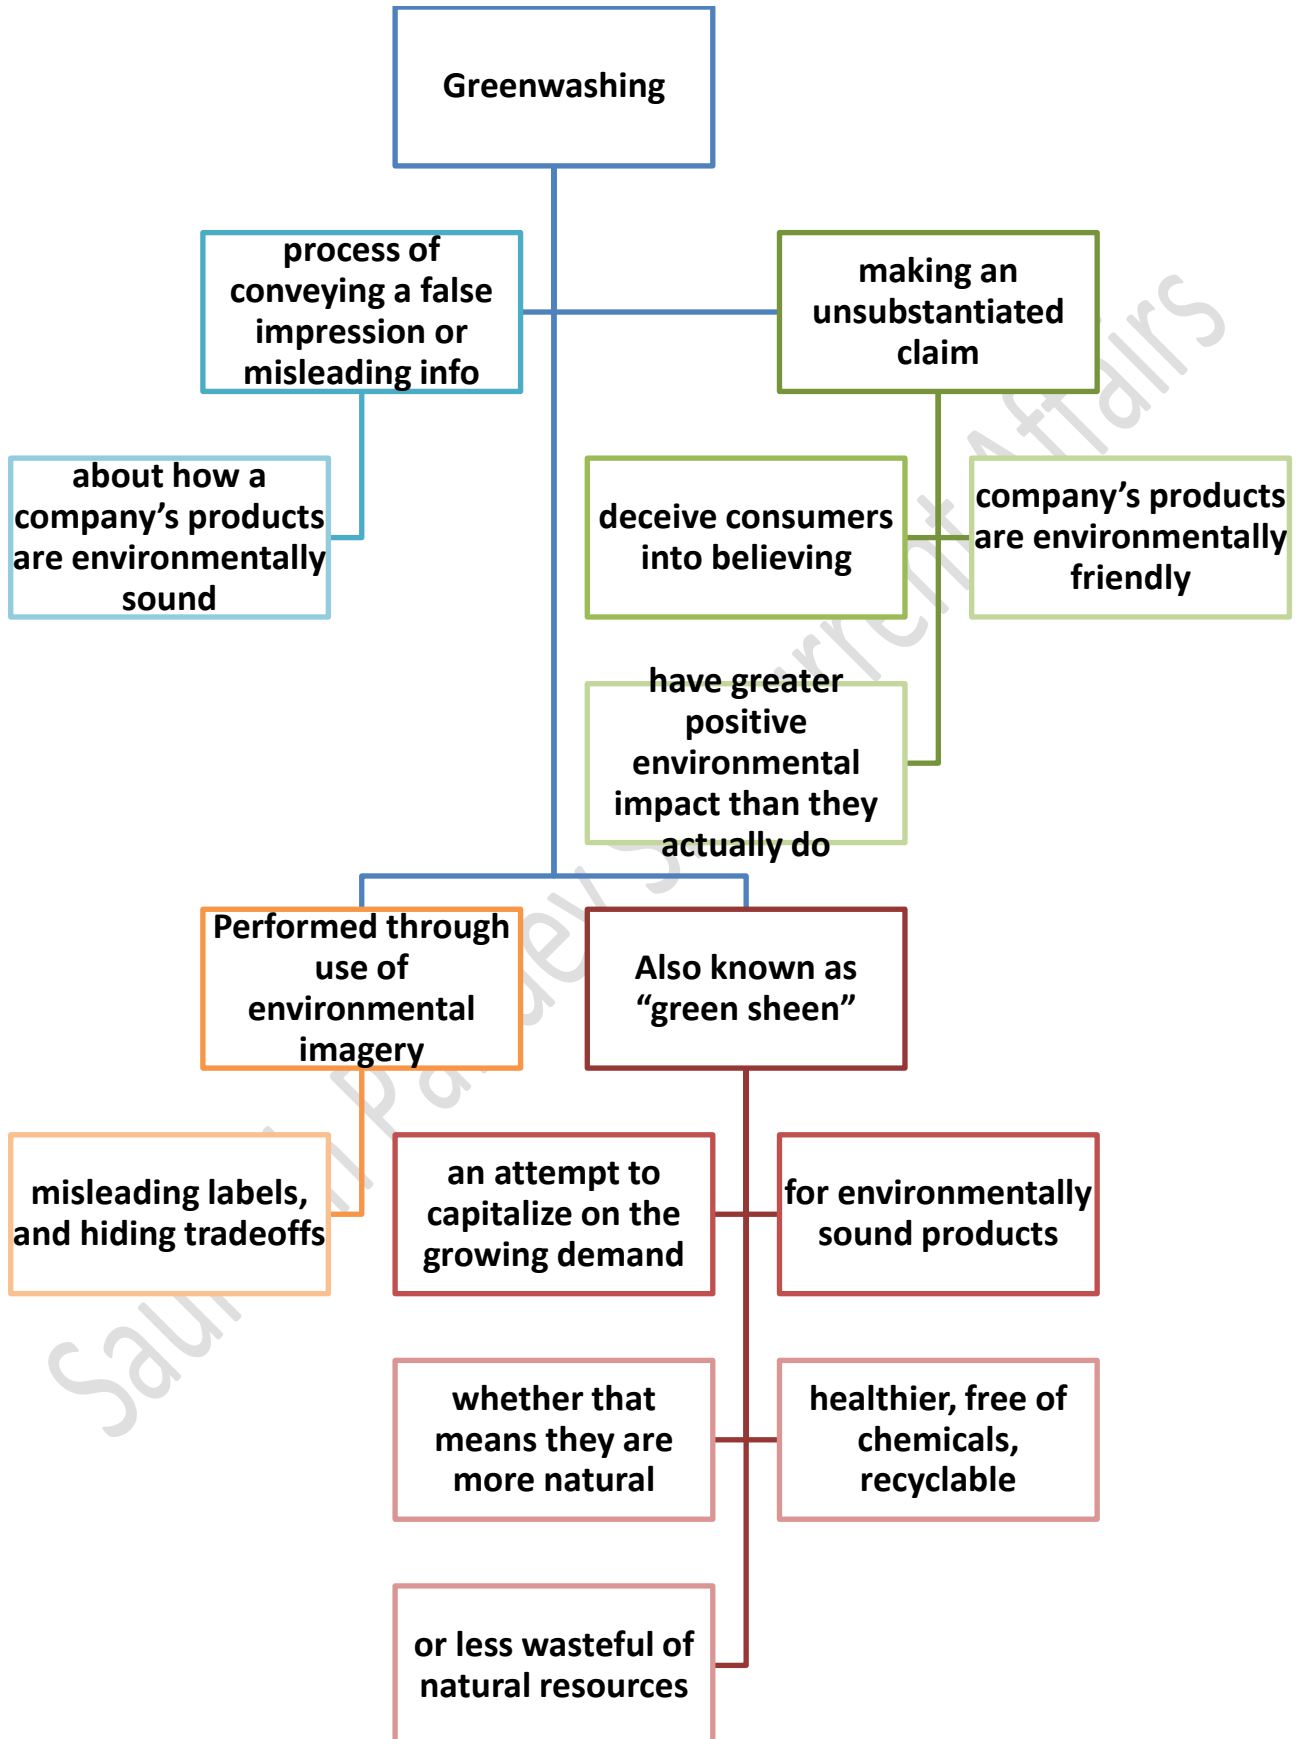 Greenwashing
process of
conveying a false
impression or
misleading info
making an
unsubstantiated
claim
about how a
company’s products
are environmentally
sound
deceive consumers
into believing
company’s products
are environmentally
friendly
have greater
positive
environmental
impact than they
actually do
Performed through
use of
environmental
imagery
Also known as
“green sheen”
misleading labels,
and hiding tradeoffs
an attempt to
capitalize on the
growing demand
for environmentally
sound products
whether that
means they are
more natural
healthier, free of
chemicals,
recyclable
or less wasteful of
natural resources
Affairs